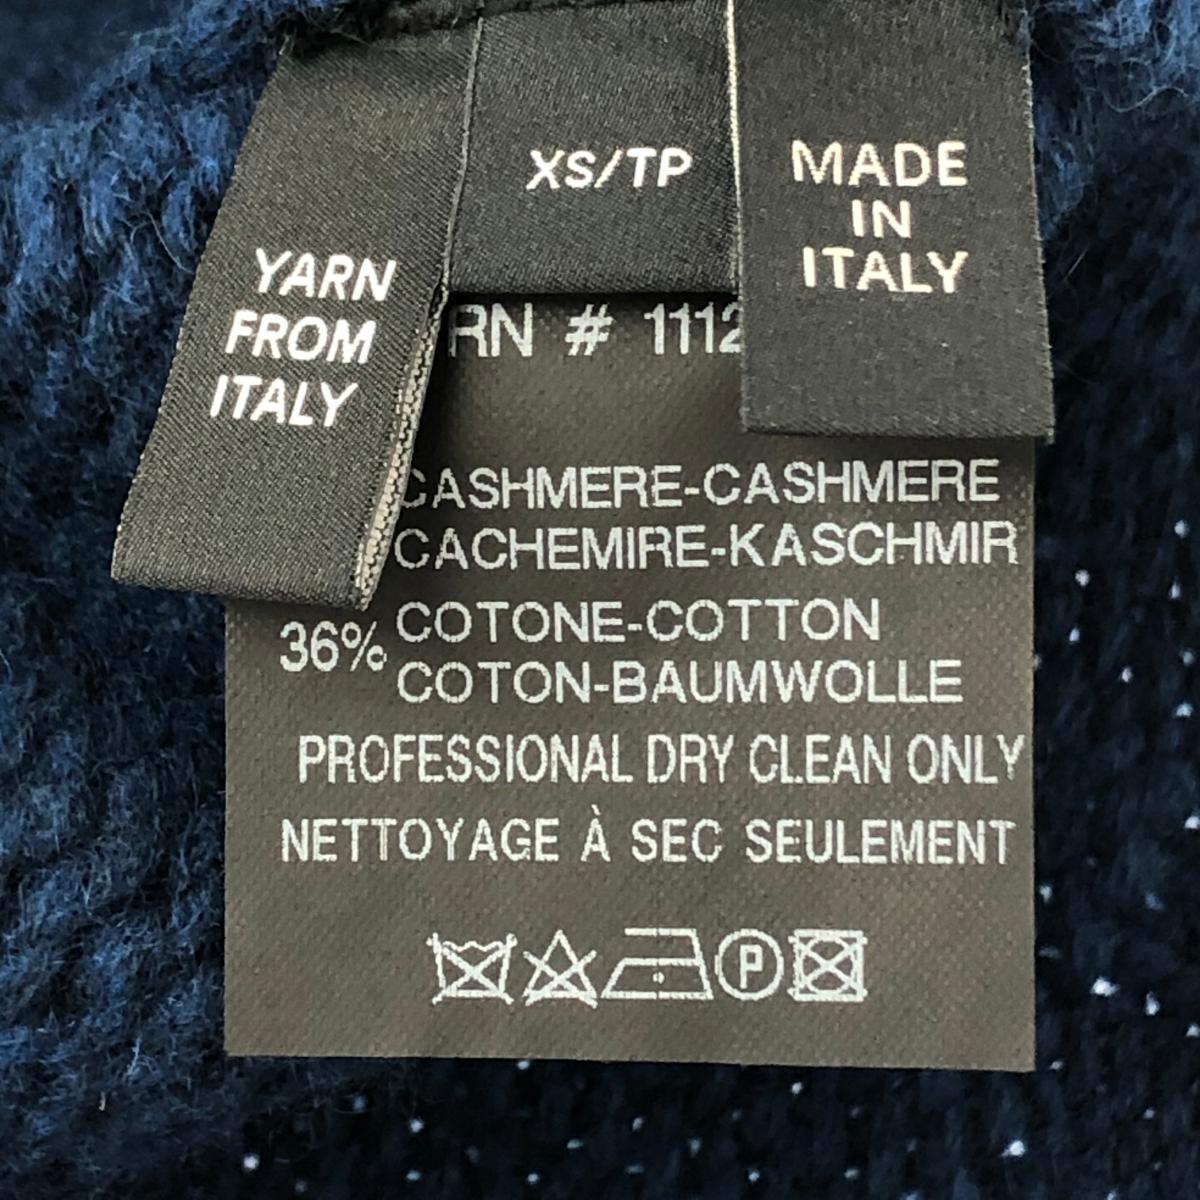 XS/TP
MADE
IN
ITALY
YARN
FROM
ITALY
RN # 1112
CASHMERE-CASHMERE
CACHEMIRE-KASCHMIR
36% COTONE-COTTON
COTON-BAUMWOLLE
PROFESSIONAL DRY CLEAN ONLY
NETTOYAGE À SEC SEULEMENT
P